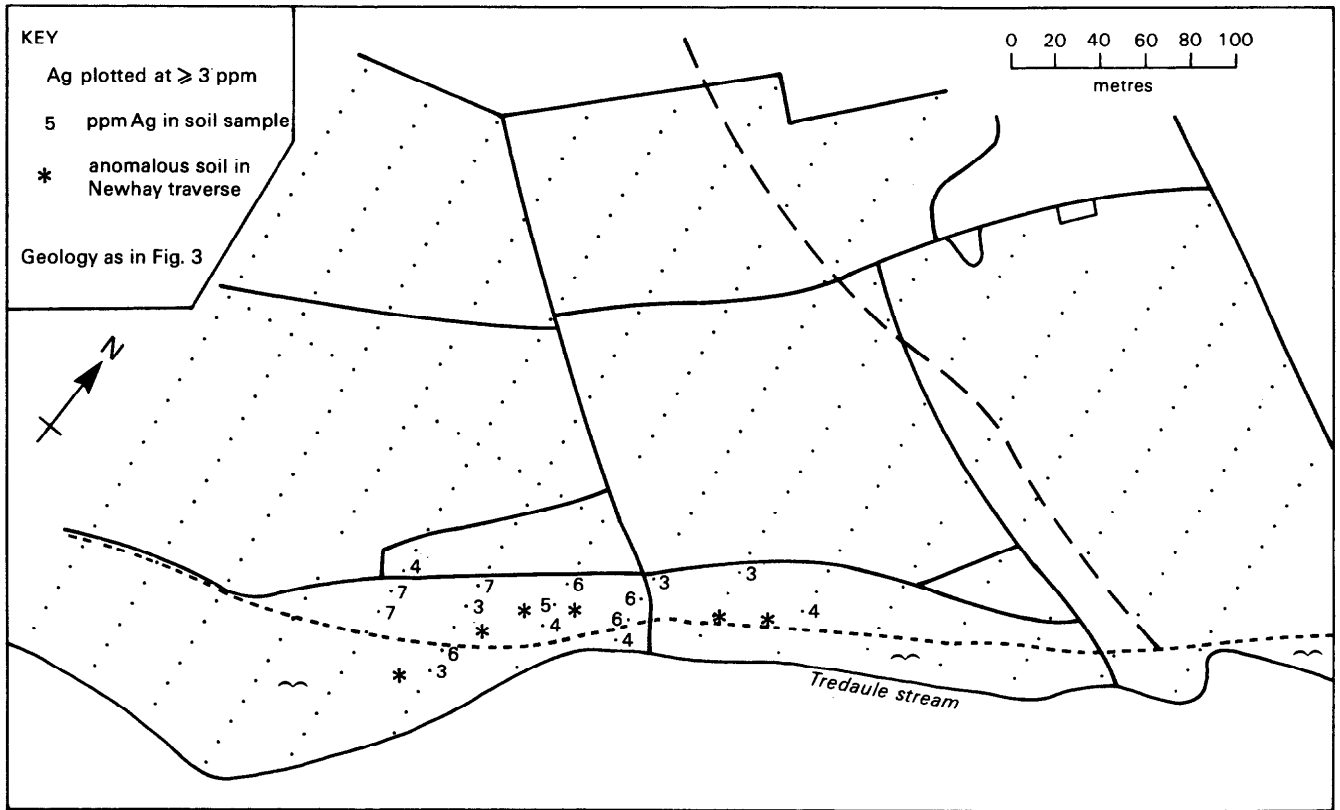 KEY
Ag plotted at ⩾ 3 ppm
5 ppm Ag in soil sample
* anomalous soil in
Newhay traverse
Geology as in Fig. 3
0 20 40 60 80 100
metres
N
4
3
3
7
7
6
7
3
5
6
4
4
6
4
6
3
Tredaule stream